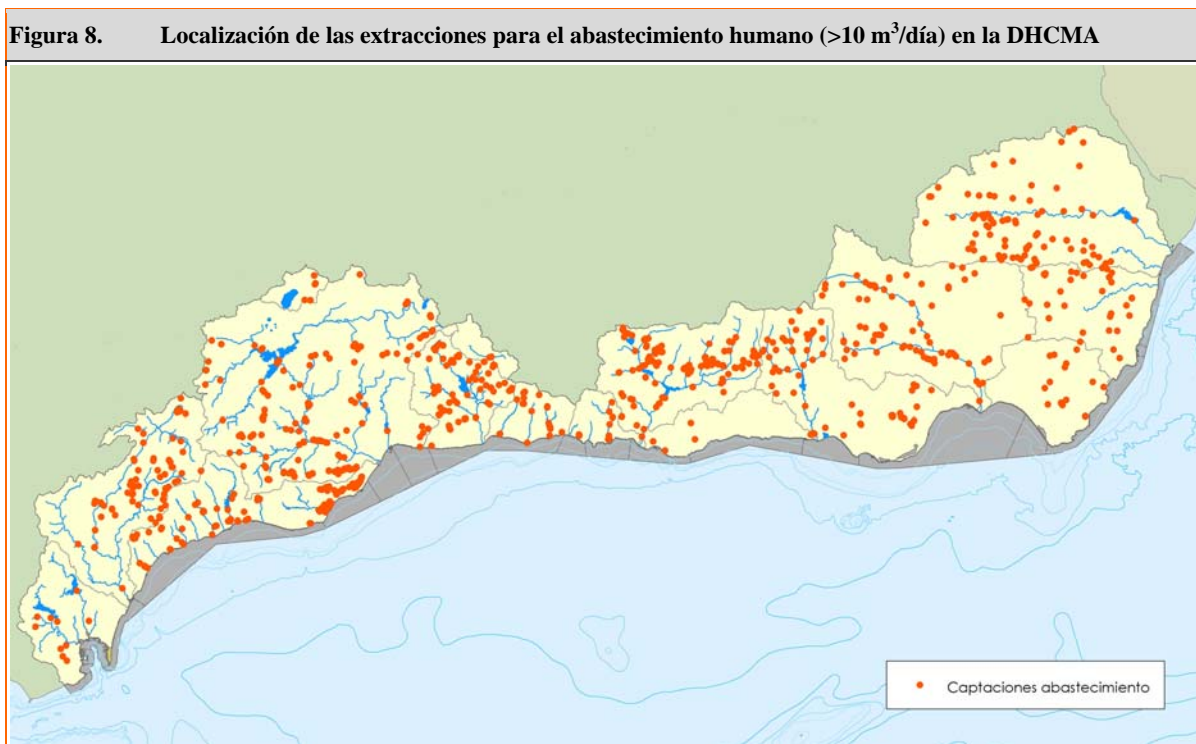 Figura 8. Localización de las extracciones para el abastecimiento humano (>10 m³/día) en la DHCMA
Captaciones abastecimiento